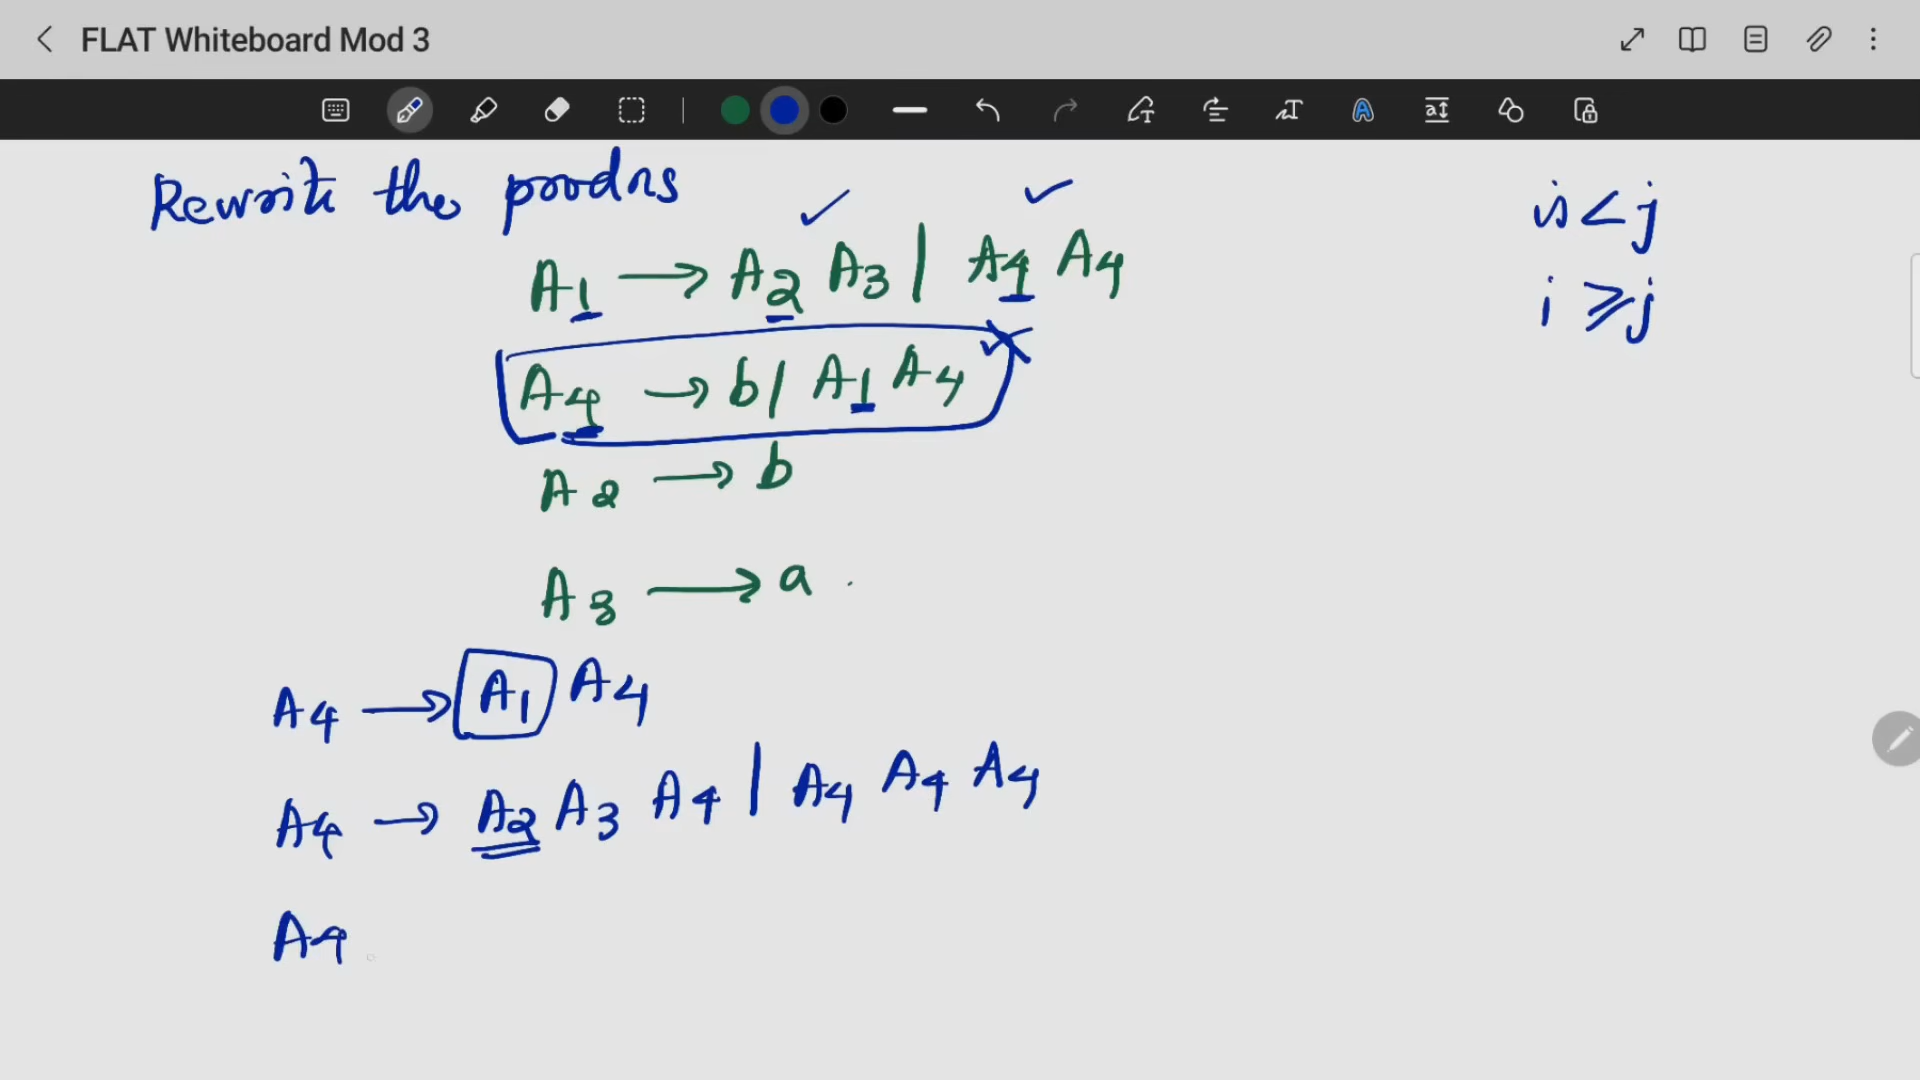 FLAT Whiteboard Mod 3
Rewrite the prodns
A1 → A2 A3 | A4 A4
i < j
i ≥ j
A4 → b | A1 A4
A2 → b
A3 → a
A4 → A1 A4
A4 → A2 A3 A4 | A4 A4 A4
A4